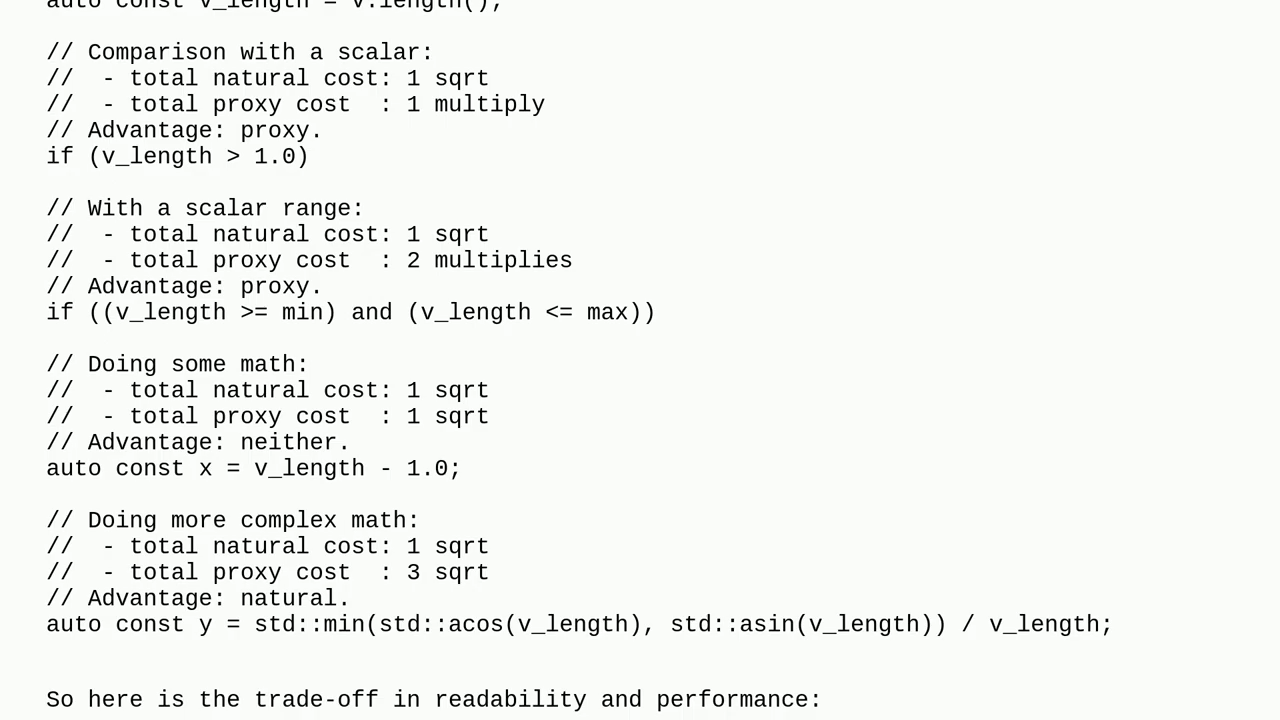 auto const v_length = v.length();
// Comparison with a scalar:
//  - total natural cost: 1 sqrt
//  - total proxy cost  : 1 multiply
// Advantage: proxy.
if (v_length > 1.0)
// With a scalar range:
//  - total natural cost: 1 sqrt
//  - total proxy cost  : 2 multiplies
// Advantage: proxy.
if ((v_length >= min) and (v_length <= max))
// Doing some math:
//  - total natural cost: 1 sqrt
//  - total proxy cost  : 1 sqrt
// Advantage: neither.
auto const x = v_length - 1.0;
// Doing more complex math:
//  - total natural cost: 1 sqrt
//  - total proxy cost  : 3 sqrt
// Advantage: natural.
auto const y = std::min(std::acos(v_length), std::asin(v_length)) / v_length;
So here is the trade-off in readability and performance: